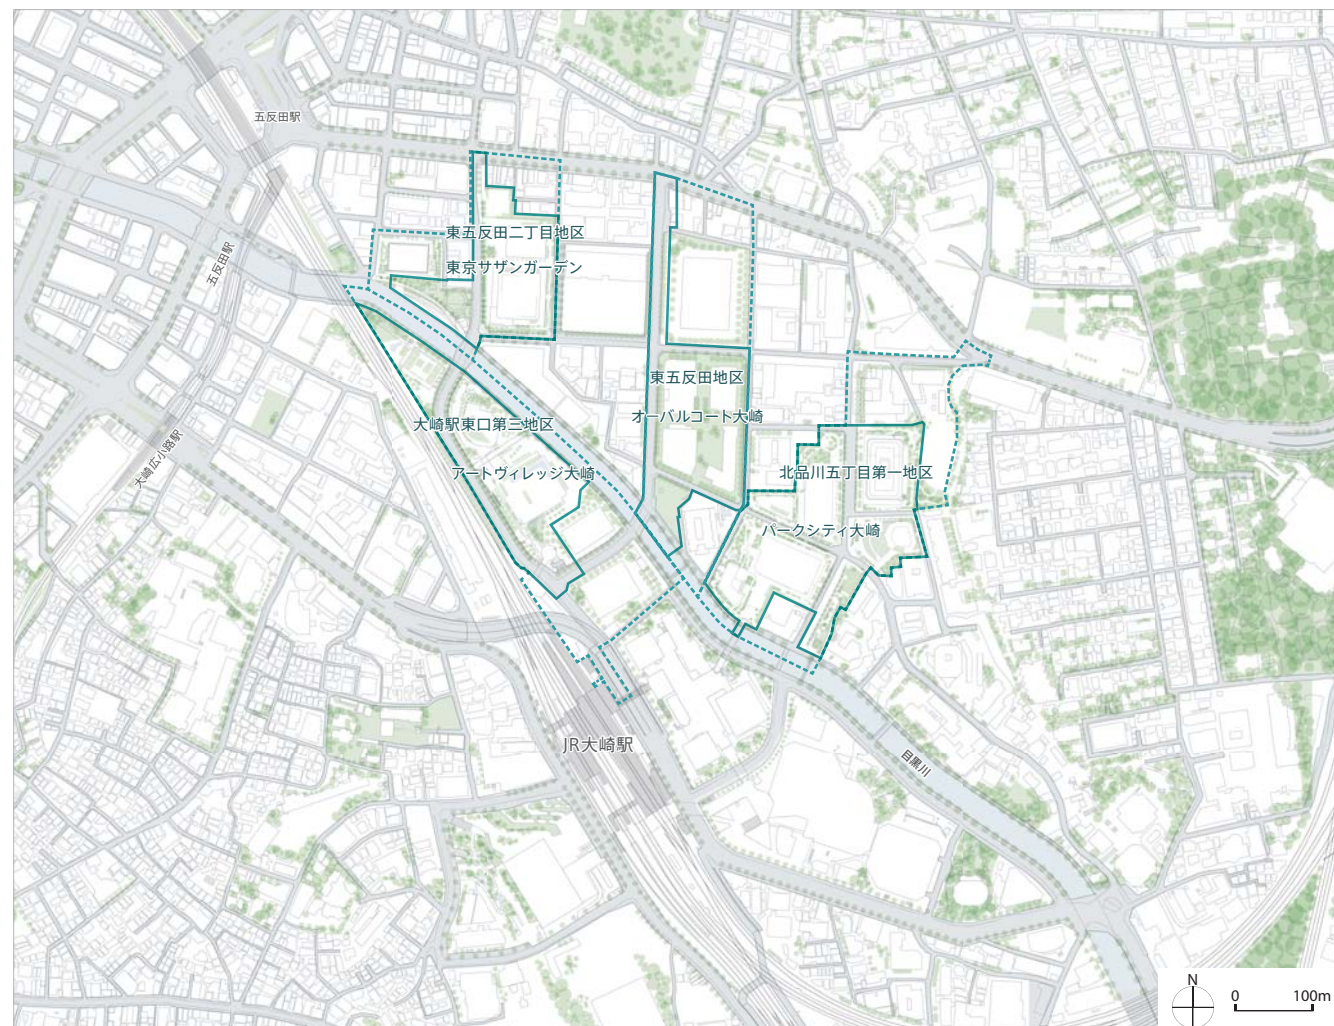 五反田駅
五反田駅
東五反田二丁目地区
東京サザンガーデン
東五反田地区
オーバルコート大崎
大崎駅東口第三地区
アートヴィレッジ大崎
大崎広小路駅
北品川五丁目第一地区
パークシティ大崎
JR大崎駅
目黒川
N
0 100m